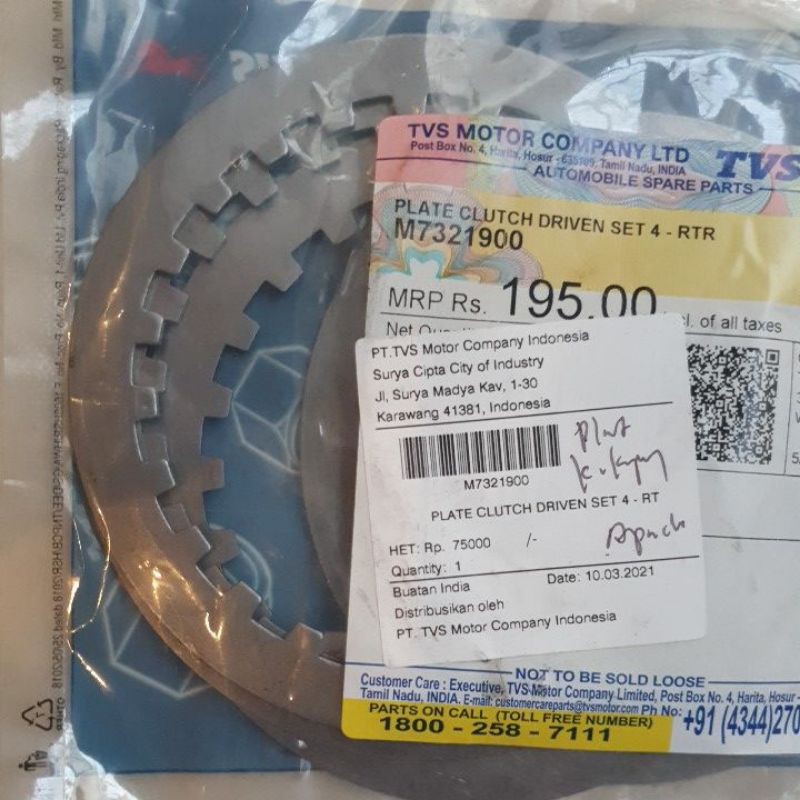 TVS MOTOR COMPANY LTD
Post Box No. 4, Harita, Hosur - 635109, Tamil Nadu, INDIA
TVS
AUTOMOBILE SPARE PARTS
PLATE CLUTCH DRIVEN SET 4 - RTR
M7321900
MRP Rs. 195.00
Net
of all taxes
PT.TVS Motor Company Indonesia
Surya Cipta City of Industry
Jl, Surya Madya Kav, 1-30
Karawang 41381, Indonesia
M7321900
Plat
PLATE CLUTCH DRIVEN SET 4 - RT
HET: Rp. 75000 /-
Apach
Quantity: 1
Buatan India
Date: 10.03.2021
Distribusikan oleh
PT. TVS Motor Company Indonesia
NOT TO BE SOLD LOOSE
Customer Care : Executive, TVS Motor Company Limited, Post Box No. 4, Harita, Hosur -
Tamil Nadu, INDIA. E-mail: customercareparts@tvsmotor.com Ph No: +91 (4344)270
PARTS ON CALL (TOLL FREE NUMBER)
1800 - 258 - 7111